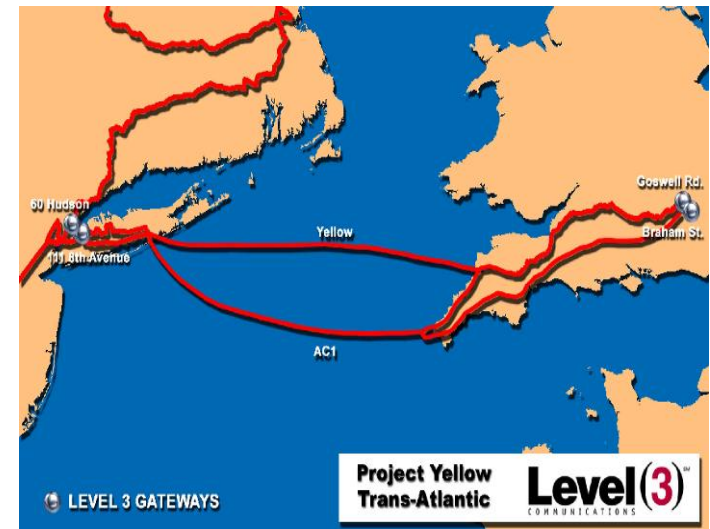 Goswell Rd.
60 Hudson
Yellow
Braham St.
111 8th Avenue
AC1
Project Yellow
Trans-Atlantic
Level(3)
COMMUNICATIONS
LEVEL 3 GATEWAYS